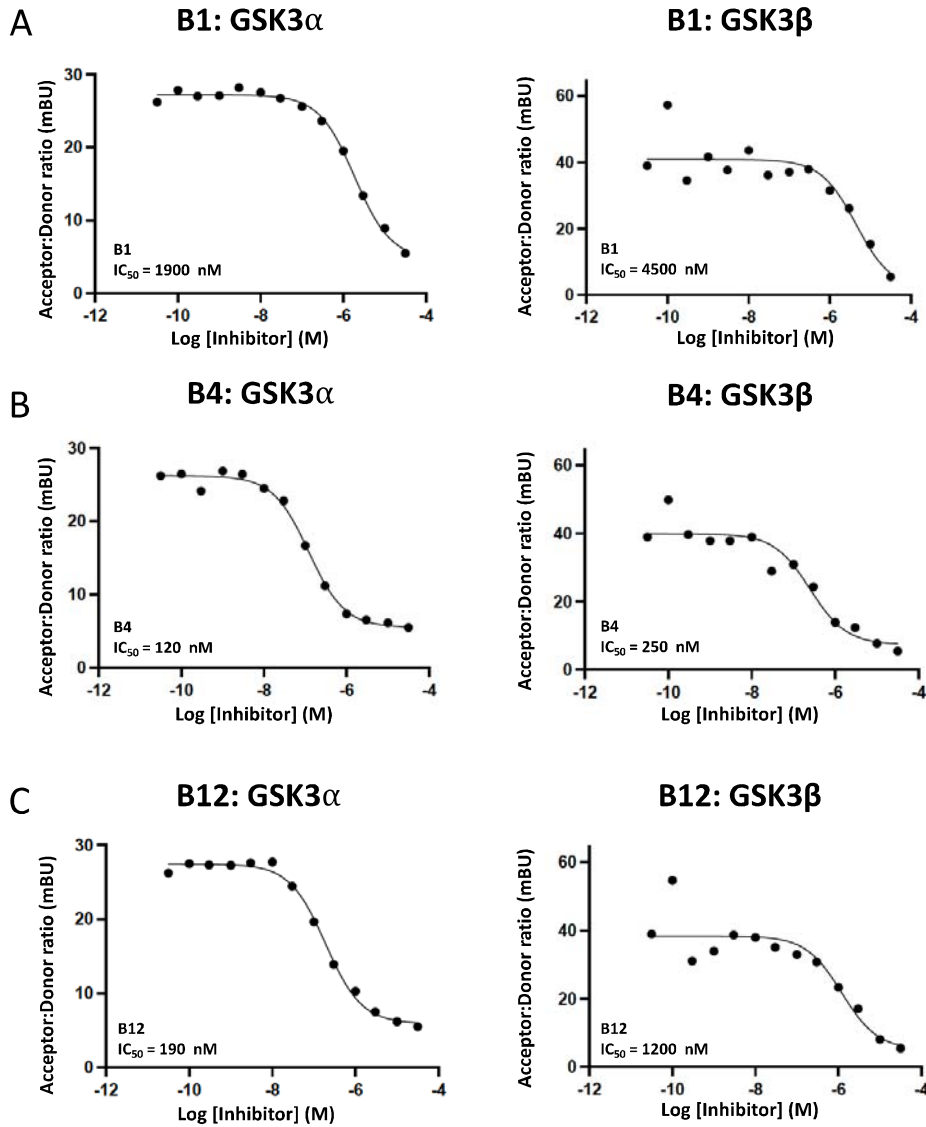 A
B1: GSK3α
B1: GSK3β
Acceptor:Donor ratio (mBU)
30
20
10
0
B1
IC₅₀ = 1900 nM
-12
-10
-8
-6
-4
Log [Inhibitor] (M)
Acceptor:Donor ratio (mBU)
60
40
20
0
B1
IC₅₀ = 4500 nM
-12
-10
-8
-6
-4
Log [Inhibitor] (M)
B
B4: GSK3α
B4: GSK3β
Acceptor:Donor ratio (mBU)
30
20
10
0
B4
IC₅₀ = 120 nM
-12
-10
-8
-6
-4
Log [Inhibitor] (M)
Acceptor:Donor ratio (mBU)
60
40
20
0
B4
IC₅₀ = 250 nM
-12
-10
-8
-6
-4
Log [Inhibitor] (M)
C
B12: GSK3α
B12: GSK3β
Acceptor:Donor ratio (mBU)
30
20
10
0
B12
IC₅₀ = 190 nM
-12
-10
-8
-6
-4
Log [Inhibitor] (M)
Acceptor:Donor ratio (mBU)
60
40
20
0
B12
IC₅₀ = 1200 nM
-12
-10
-8
-6
-4
Log [Inhibitor] (M)